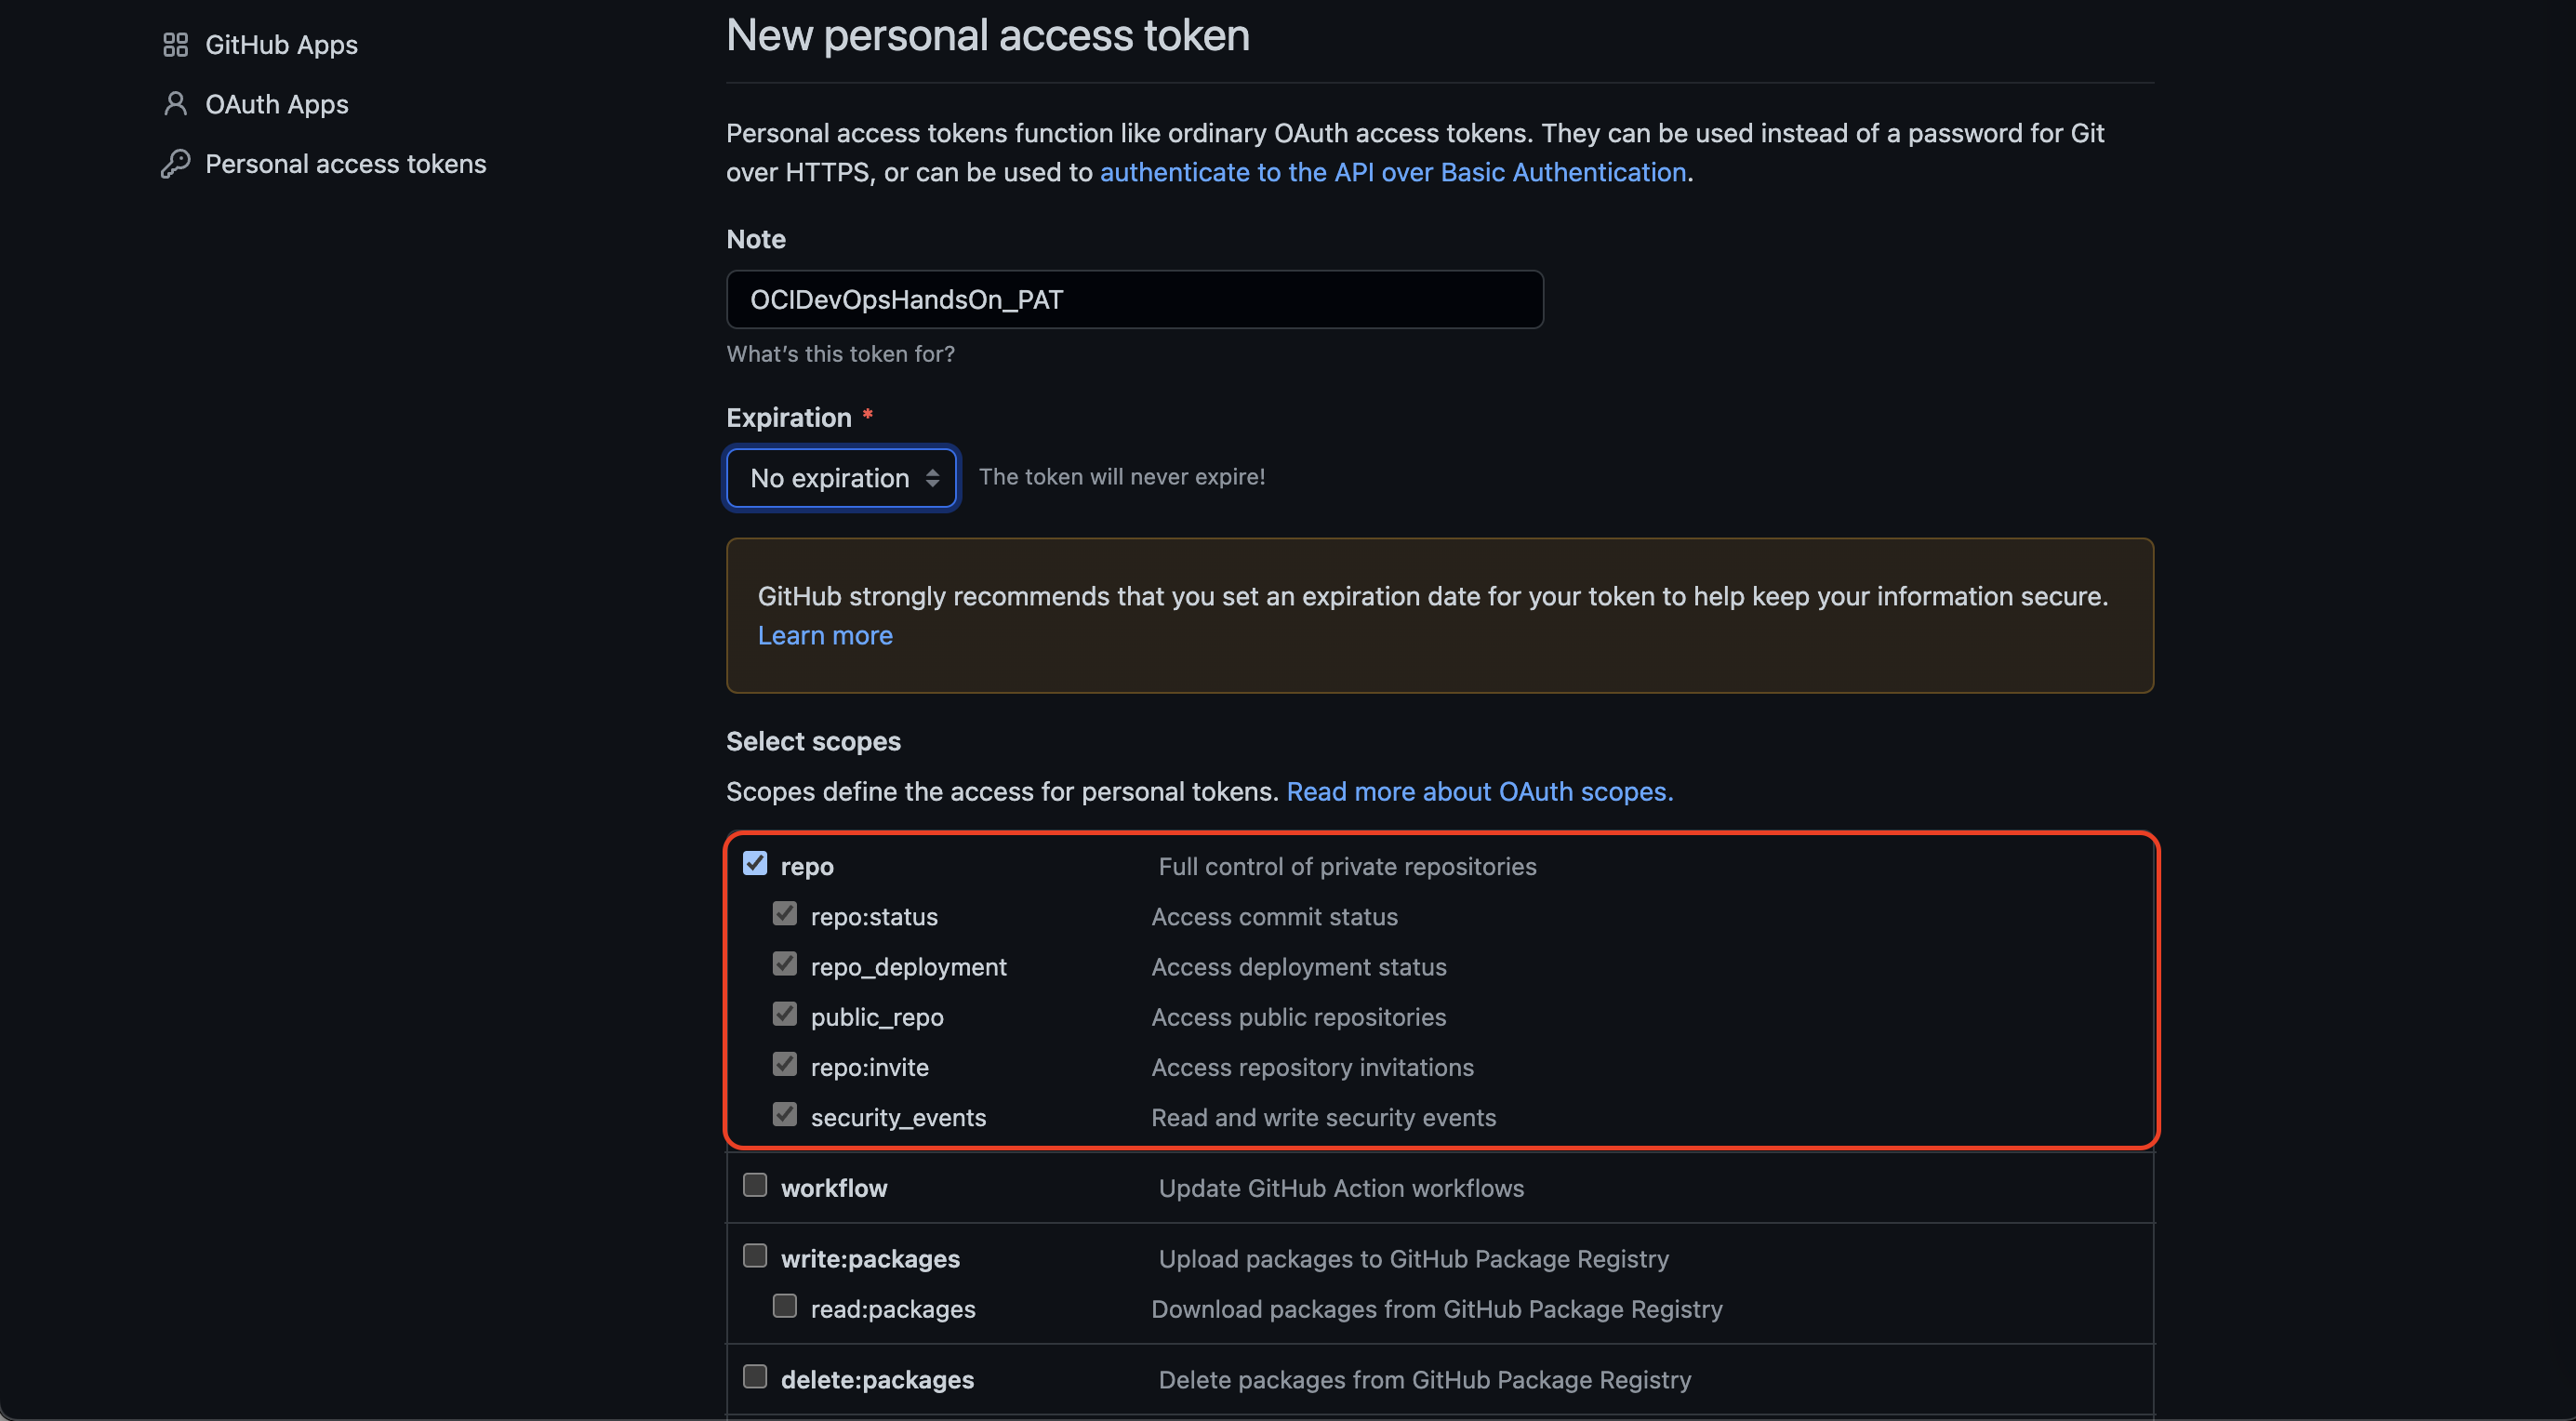 GitHub Apps
OAuth Apps
Personal access tokens
New personal access token
Personal access tokens function like ordinary OAuth access tokens. They can be used instead of a password for Git
over HTTPS, or can be used to authenticate to the API over Basic Authentication.
Note
OCIDevOpsHandsOn_PAT
What's this token for?
Expiration *
No expiration The token will never expire!
GitHub strongly recommends that you set an expiration date for your token to help keep your information secure.
Learn more
Select scopes
Scopes define the access for personal tokens. Read more about OAuth scopes.
repo Full control of private repositories
repo:status Access commit status
repo_deployment Access deployment status
public_repo Access public repositories
repo:invite Access repository invitations
security_events Read and write security events
workflow Update GitHub Action workflows
write:packages Upload packages to GitHub Package Registry
read:packages Download packages from GitHub Package Registry
delete:packages Delete packages from GitHub Package Registry